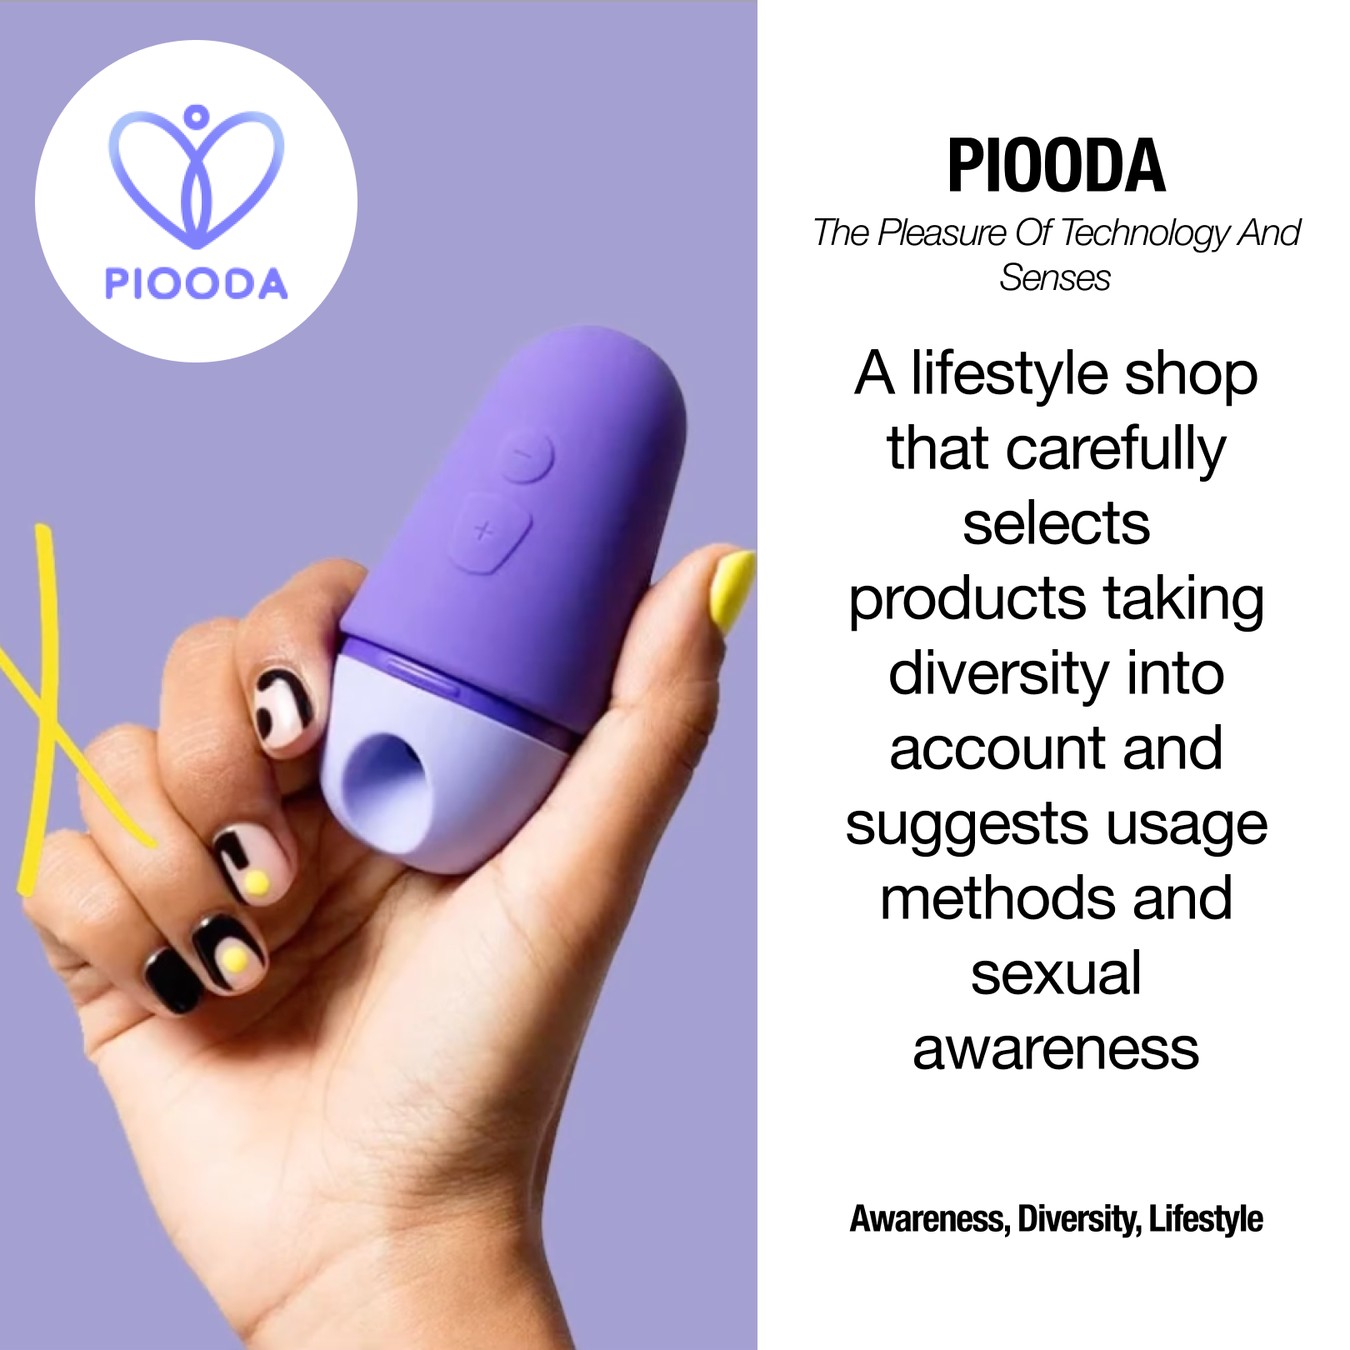 PIOODA
PIOODA
The Pleasure Of Technology And
Senses
A lifestyle shop
that carefully
selects
products taking
diversity into
account and
suggests usage
methods and
sexual
awareness
Awareness, Diversity, Lifestyle